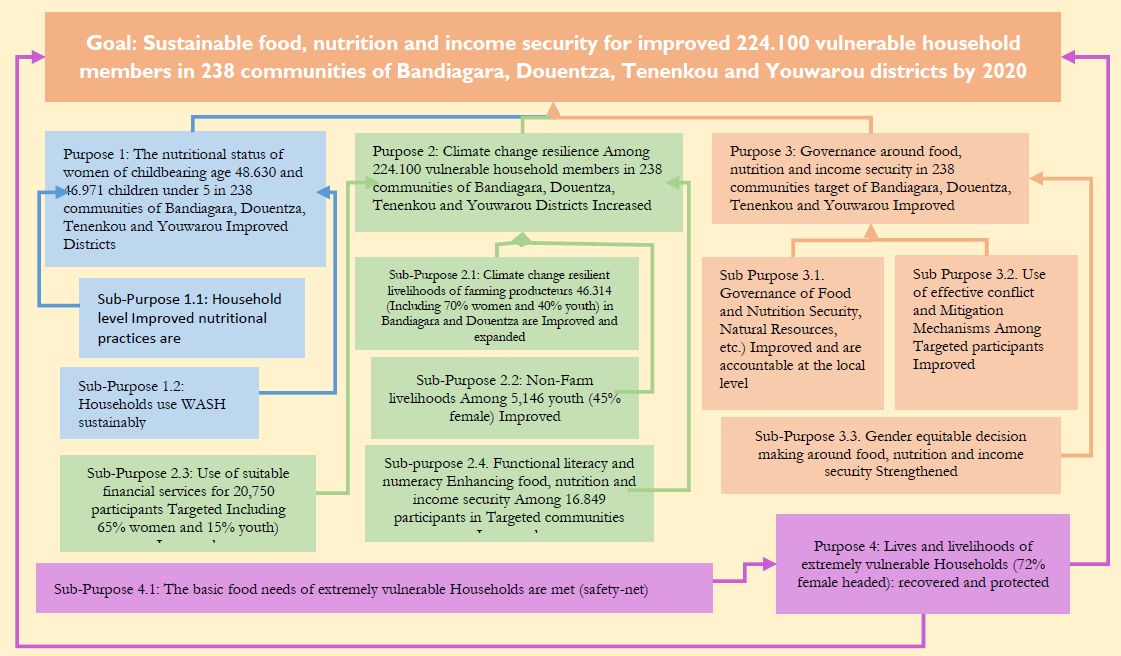 Goal: Sustainable food, nutrition and income security for improved 224.100 vulnerable household
members in 238 communities of Bandiagara, Douentza, Tenenkou and Youwarou districts by 2020
Purpose 1: The nutritional status of
women of childbearing age 48.630 and
46.971 children under 5 in 238
communities of Bandiagara, Douentza,
Tenenkou and Youwarou Improved
Districts
Sub-Purpose 1.1: Household
level Improved nutritional
practices are
Sub-Purpose 1.2:
Households use WASH
sustainably
Purpose 2: Climate change resilience Among
224.100 vulnerable household members in 238
communities of Bandiagara, Douentza,
Tenenkou and Youwarou Districts Increased
Sub-Purpose 2.1: Climate change resilient
livelihoods of farming producteurs 46.314
(Including 70% women and 40% youth) in
Bandiagara and Douentza are Improved and
expanded
Sub-Purpose 2.2: Non-Farm
livelihoods Among 5,146 youth (45%
female) Improved
Sub-Purpose 2.3: Use of suitable
financial services for 20,750
participants Targeted Including
65% women and 15% youth)
Sub-purpose 2.4. Functional literacy and
numeracy Enhancing food, nutrition and
income security Among 16.849
participants in Targeted communities
Purpose 3: Governance around food,
nutrition and income security in 238
communities target of Bandiagara, Douentza,
Tenenkou and Youwarou Improved
Sub Purpose 3.1.
Governance of Food
and Nutrition Security,
Natural Resources,
etc.) Improved and are
accountable at the local
level
Sub Purpose 3.2. Use
of effective conflict
and Mitigation
Mechanisms Among
Targeted participants
Improved
Sub-Purpose 3.3. Gender equitable decision
making around food, nutrition and income
security Strengthened
Purpose 4: Lives and livelihoods of
extremely vulnerable Households (72%
female headed): recovered and protected
Sub-Purpose 4.1: The basic food needs of extremely vulnerable Households are met (safety-net)